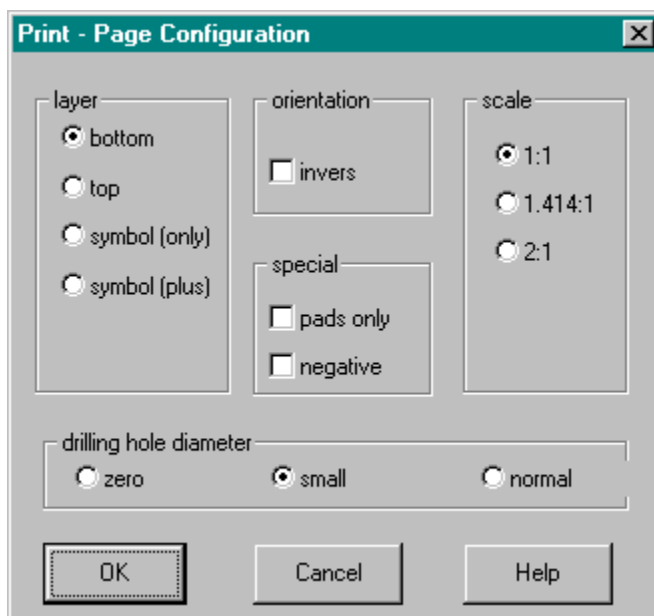 Print - Page Configuration
layer
bottom
top
symbol (only)
symbol (plus)
orientation
invers
special
pads only
negative
scale
1:1
1.414:1
2:1
drilling hole diameter
zero
small
normal
OK
Cancel
Help